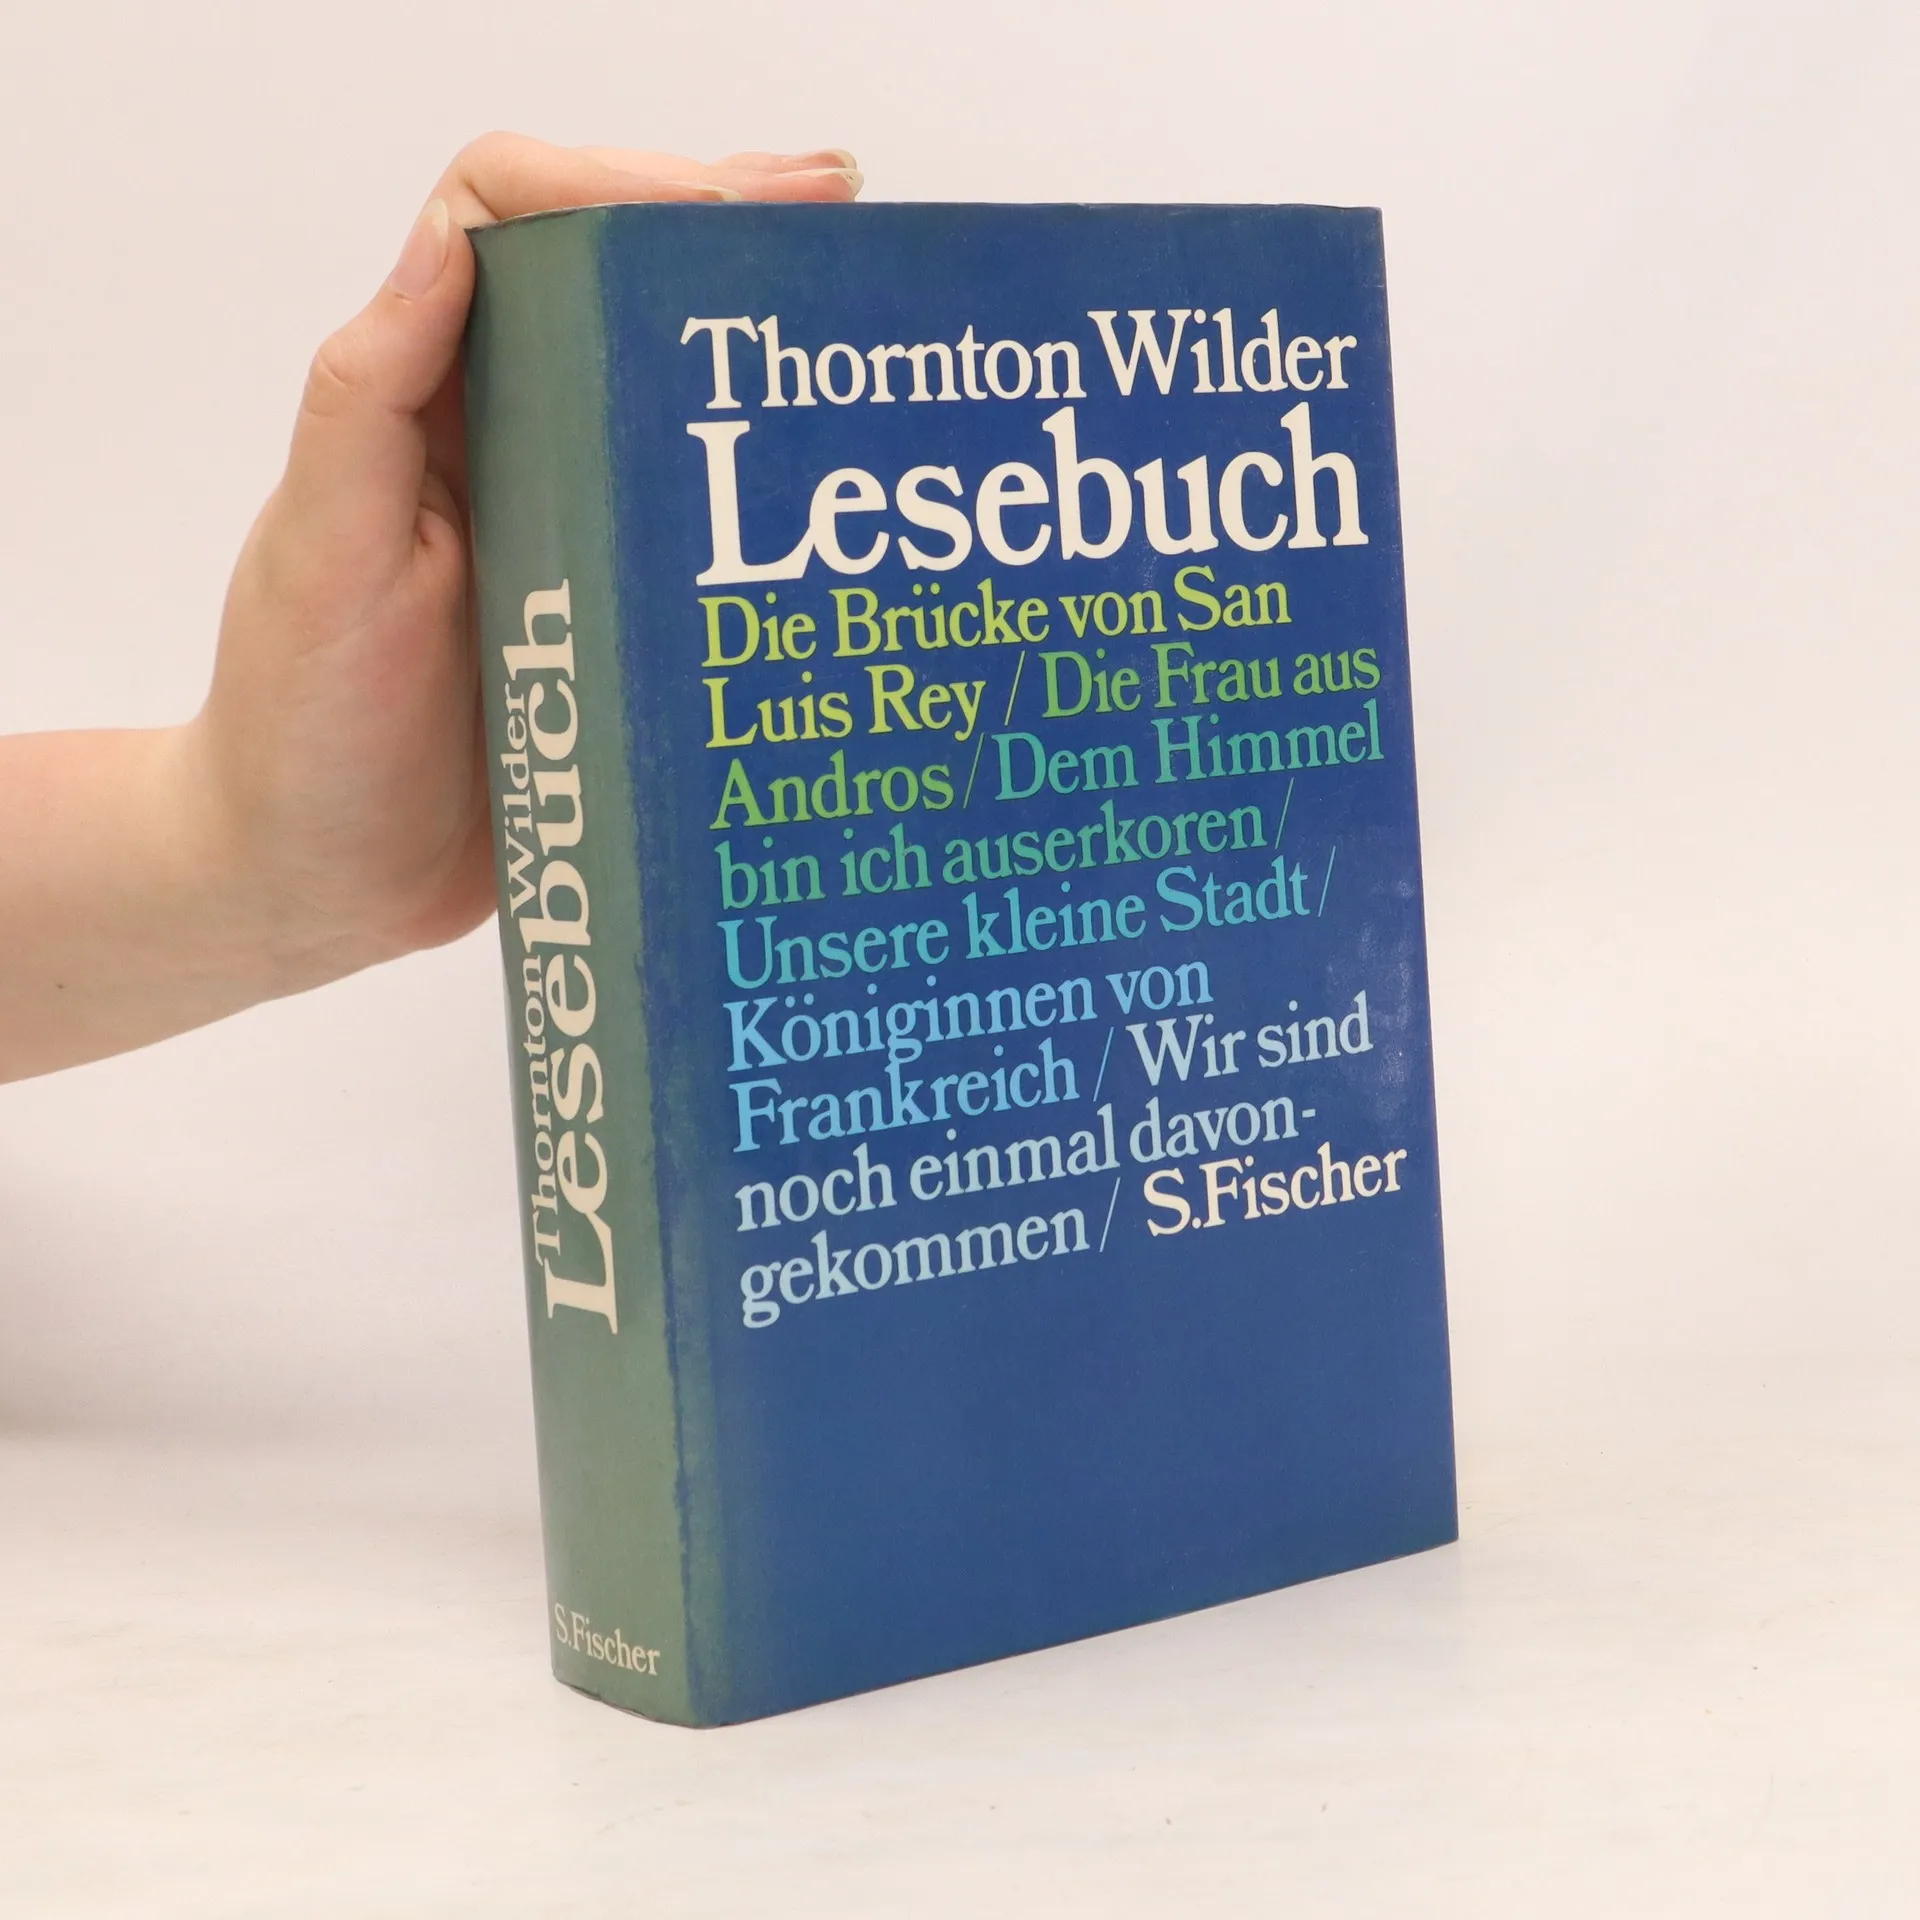 Thornton Wilder
Lesebuch
Die Brücke von San
Luis Rey / Die Frau aus
Andros / Dem Himmel
bin ich auserkoren /
Unsere kleine Stadt /
Königinnen von
Frankreich / Wir sind
noch einmal davon-
gekommen / S.Fischer
Thornton Wilder
Lesebuch
S.Fischer